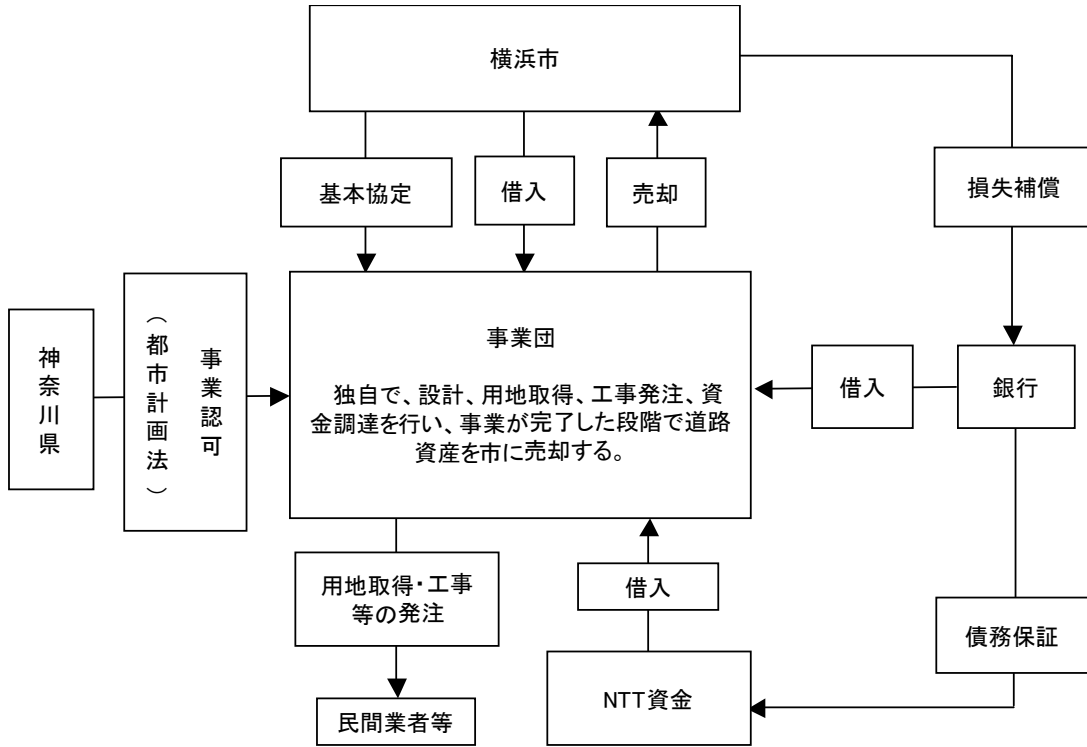 横浜市
基本協定
借入
売却
損失補償
神奈川県
事業認可
（都市計画法）
事業団
独自で、設計、用地取得、工事発注、資
金調達を行い、事業が完了した段階で道路
資産を市に売却する。
借入
銀行
用地取得・工事
等の発注
借入
債務保証
民間業者等
NTT資金